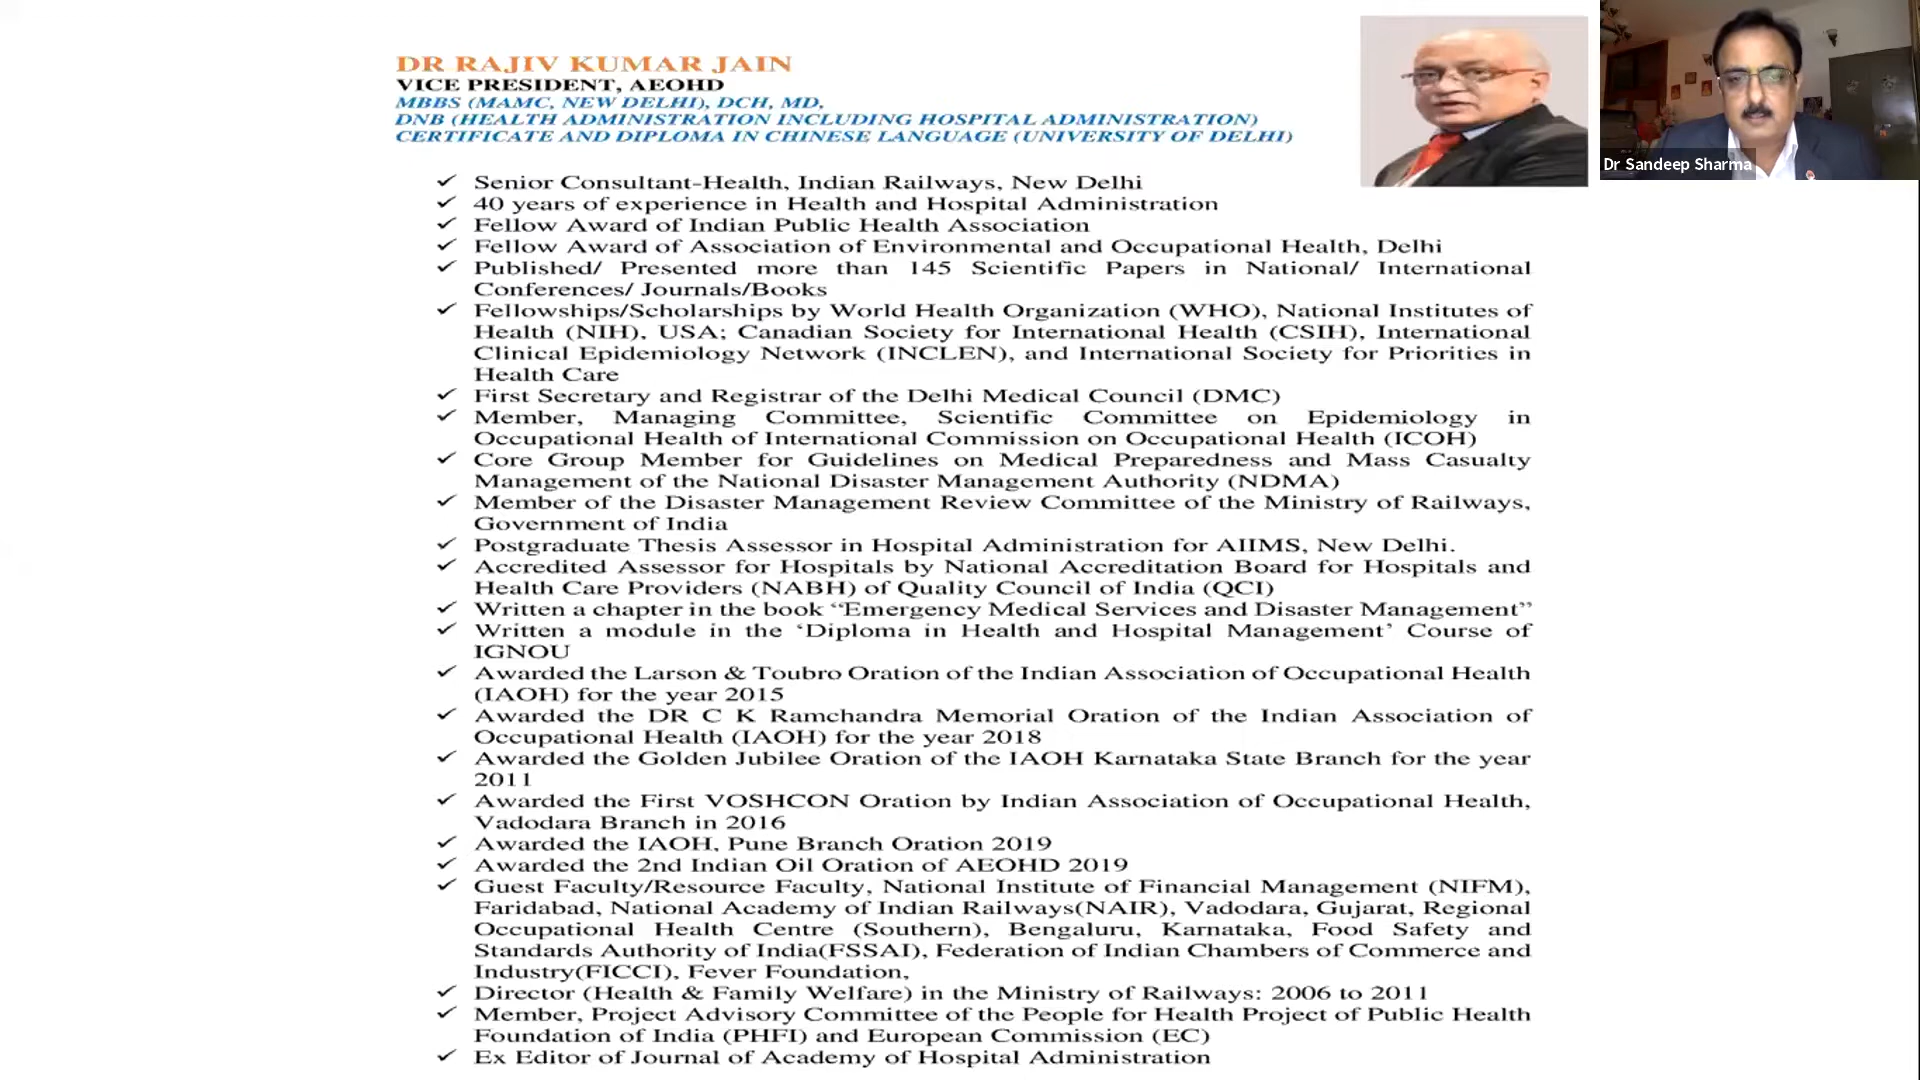 DR RAJIV KUMAR JAIN
VICE PRESIDENT, AEOHD
MBBS (MAMC, NEW DELHI), DCH, MD,
DNB (HEALTH ADMINISTRATION INCLUDING HOSPITAL ADMINISTRATION)
CERTIFICATE AND DIPLOMA IN CHINESE LANGUAGE (UNIVERSITY OF DELHI)
Dr Sandeep Sharma
✓ Senior Consultant-Health, Indian Railways, New Delhi
✓ 40 years of experience in Health and Hospital Administration
✓ Fellow Award of Indian Public Health Association
✓ Fellow Award of Association of Environmental and Occupational Health, Delhi
✓ Published/ Presented more than 145 Scientific Papers in National/ International
Conferences/ Journals/Books
✓ Fellowships/Scholarships by World Health Organization (WHO), National Institutes of
Health (NIH), USA; Canadian Society for International Health (CSIH), International
Clinical Epidemiology Network (INCLEN), and International Society for Priorities in
Health Care
✓ First Secretary and Registrar of the Delhi Medical Council (DMC)
✓ Member, Managing Committee, Scientific Committee on Epidemiology in
Occupational Health of International Commission on Occupational Health (ICOH)
✓ Core Group Member for Guidelines on Medical Preparedness and Mass Casualty
Management of the National Disaster Management Authority (NDMA)
✓ Member of the Disaster Management Review Committee of the Ministry of Railways,
Government of India
✓ Postgraduate Thesis Assessor in Hospital Administration for AIIMS, New Delhi.
✓ Accredited Assessor for Hospitals by National Accreditation Board for Hospitals and
Health Care Providers (NABH) of Quality Council of India (QCI)
✓ Written a chapter in the book “Emergency Medical Services and Disaster Management”
✓ Written a module in the ‘Diploma in Health and Hospital Management’ Course of
IGNOU
✓ Awarded the Larson & Toubro Oration of the Indian Association of Occupational Health
(IAOH) for the year 2015
✓ Awarded the DR C K Ramchandra Memorial Oration of the Indian Association of
Occupational Health (IAOH) for the year 2018
✓ Awarded the Golden Jubilee Oration of the IAOH Karnataka State Branch for the year
2011
✓ Awarded the First VOSHCON Oration by Indian Association of Occupational Health,
Vadodara Branch in 2016
✓ Awarded the IAOH, Pune Branch Oration 2019
✓ Awarded the 2nd Indian Oil Oration of AEOHD 2019
✓ Guest Faculty/Resource Faculty, National Institute of Financial Management (NIFM),
Faridabad, National Academy of Indian Railways(NAIR), Vadodara, Gujarat, Regional
Occupational Health Centre (Southern), Bengaluru, Karnataka, Food Safety and
Standards Authority of India(FSSAI), Federation of Indian Chambers of Commerce and
Industry(FICCI), Fever Foundation,
✓ Director (Health & Family Welfare) in the Ministry of Railways: 2006 to 2011
✓ Member, Project Advisory Committee of the People for Health Project of Public Health
Foundation of India (PHFI) and European Commission (EC)
✓ Ex Editor of Journal of Academy of Hospital Administration